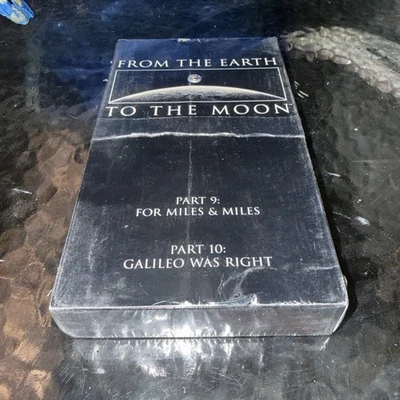 FROM THE EARTH
TO THE MOON
PART 9:
FOR MILES & MILES
PART 10:
GALILEO WAS RIGHT